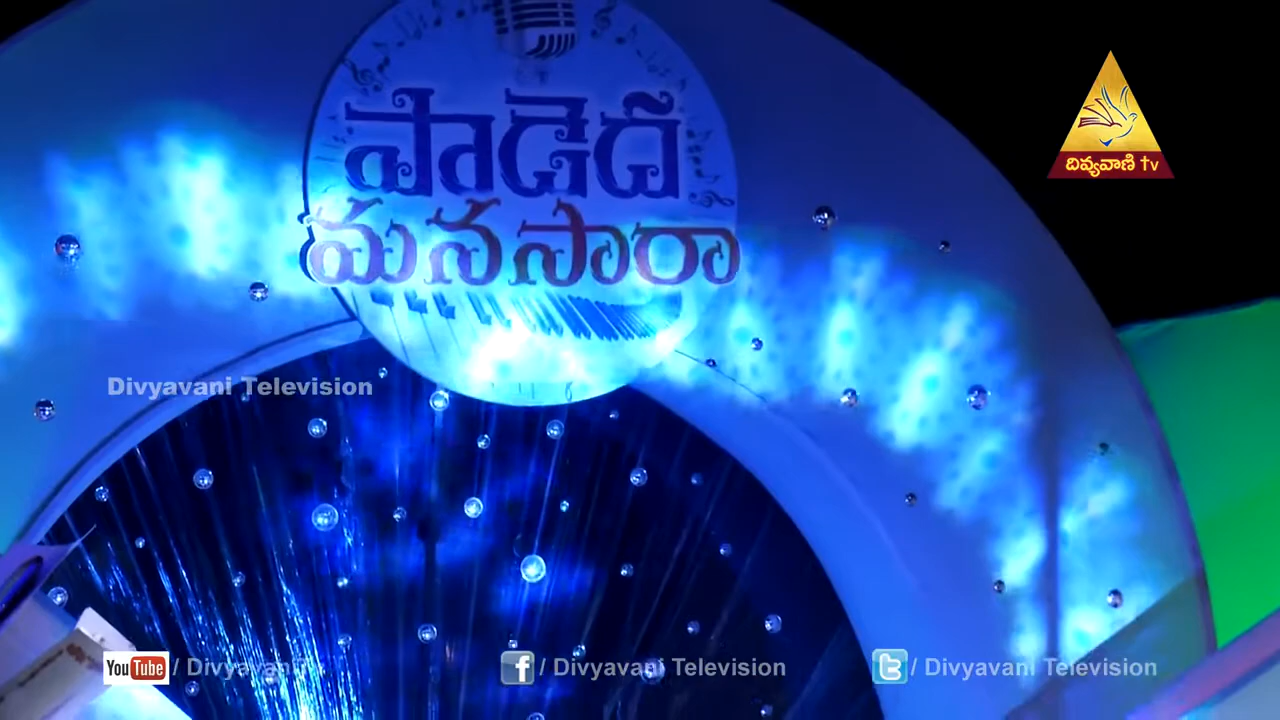 పాడెద
మనసారా
దివ్యవాణి tv
Divyavani Television
YouTube / Divyavani
f / Divyavani Television
t / Divyavani Television